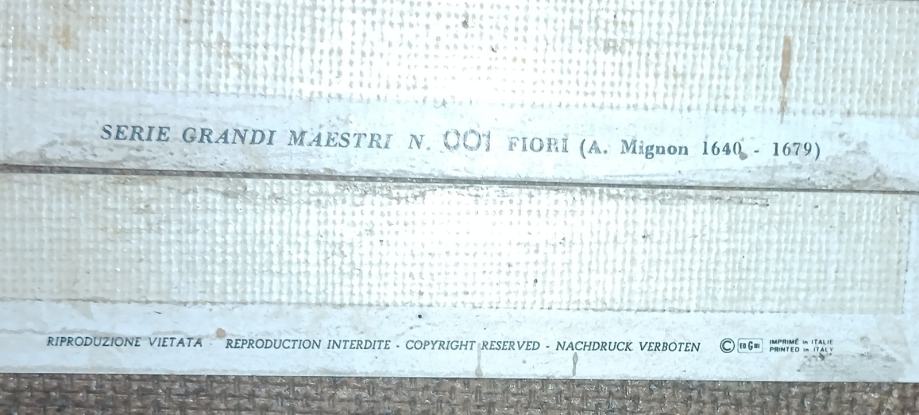 SERIE GRANDI MAESTRI N. 001 FIORI (A. Mignon 1640 - 1679)
RIPRODUZIONE VIETATA - REPRODUCTION INTERDITE - COPYRIGHT RESERVED - NACHDRUCK VERBOTEN ©
IMPRIMÉ in ITALIE
PRINTED in ITALY